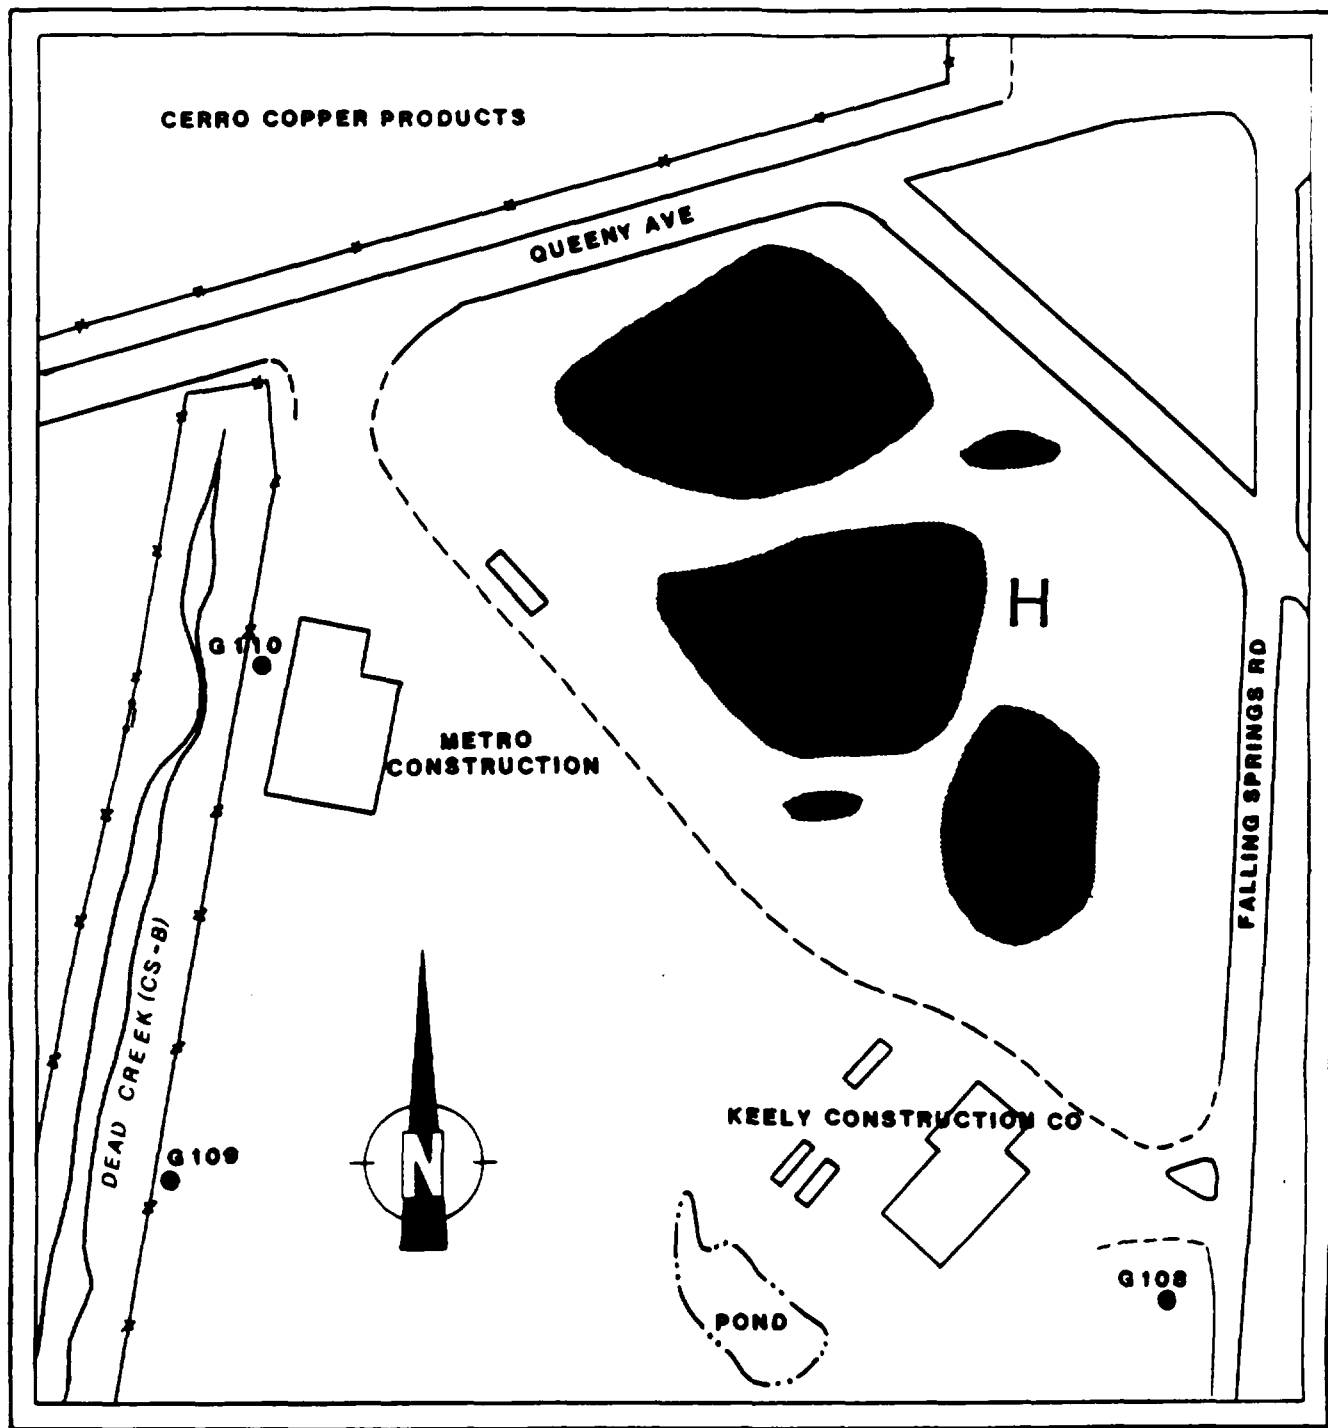 CERRO COPPER PRODUCTS
QUEENY AVE
H
G110
METRO
CONSTRUCTION
FALLING SPRINGS RD
DEAD CREEK (CS-B)
KEELY CONSTRUCTION CO
G109
N
G108
POND